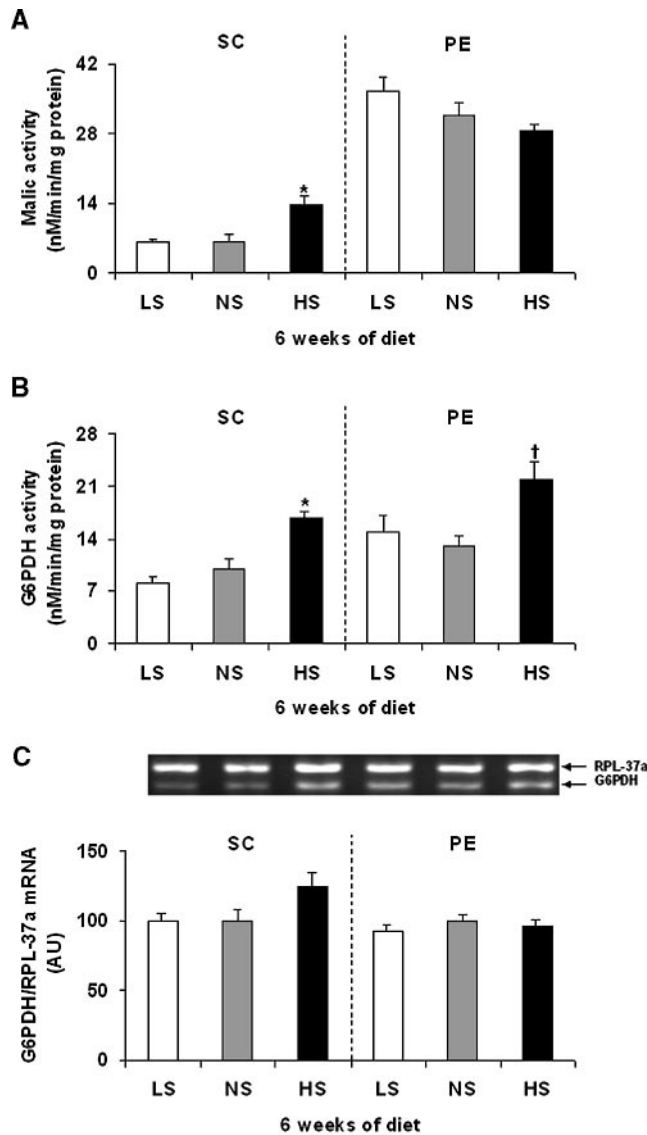 A
SC PE
Malic activity
(nM/min/mg protein)
42
28
14
0
*
LS NS HS LS NS HS
6 weeks of diet
B
SC PE
G6PDH activity
(nM/min/mg protein)
28
21
14
7
0
*
†
LS NS HS LS NS HS
6 weeks of diet
C
RPL-37a
G6PDH
SC PE
G6PDH/RPL-37a mRNA
(AU)
150
100
50
0
LS NS HS LS NS HS
6 weeks of diet